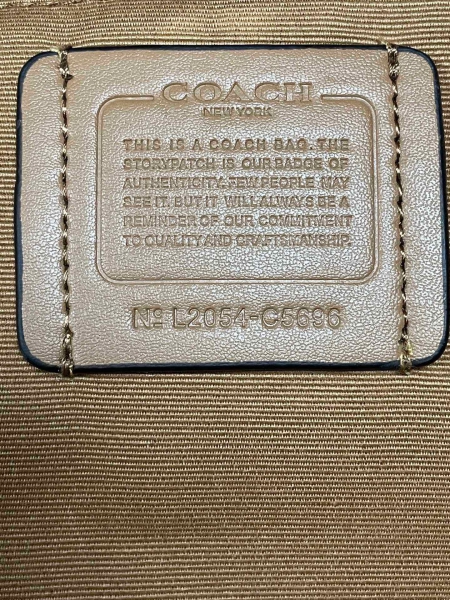 COACH
NEW YORK
THIS IS A COACH BAG. THE
STORYPATCH IS OUR BADGE OF
AUTHENTICITY. FEW PEOPLE MAY
SEE IT. BUT IT WILL ALWAYS BE A
REMINDER OF OUR COMMITMENT
TO QUALITY AND CRAFTSMANSHIP.
Nº L2054-C5696